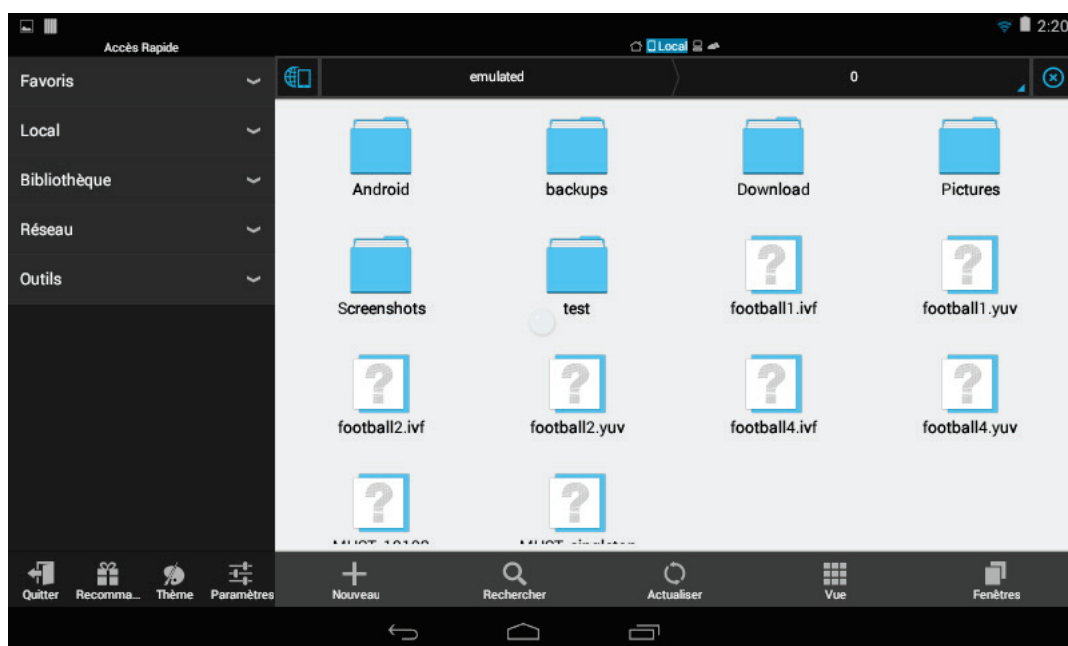 2:20
Accès Rapide
Local
Favoris
emulated
0
Local
Bibliothèque
Réseau
Outils
Android
backups
Download
Pictures
Screenshots
test
football1.ivf
football1.yuv
football2.ivf
football2.yuv
football4.ivf
football4.yuv
Quitter
Recomma...
Thème
Paramètres
Nouveau
Rechercher
Actualiser
Vue
Fenêtres